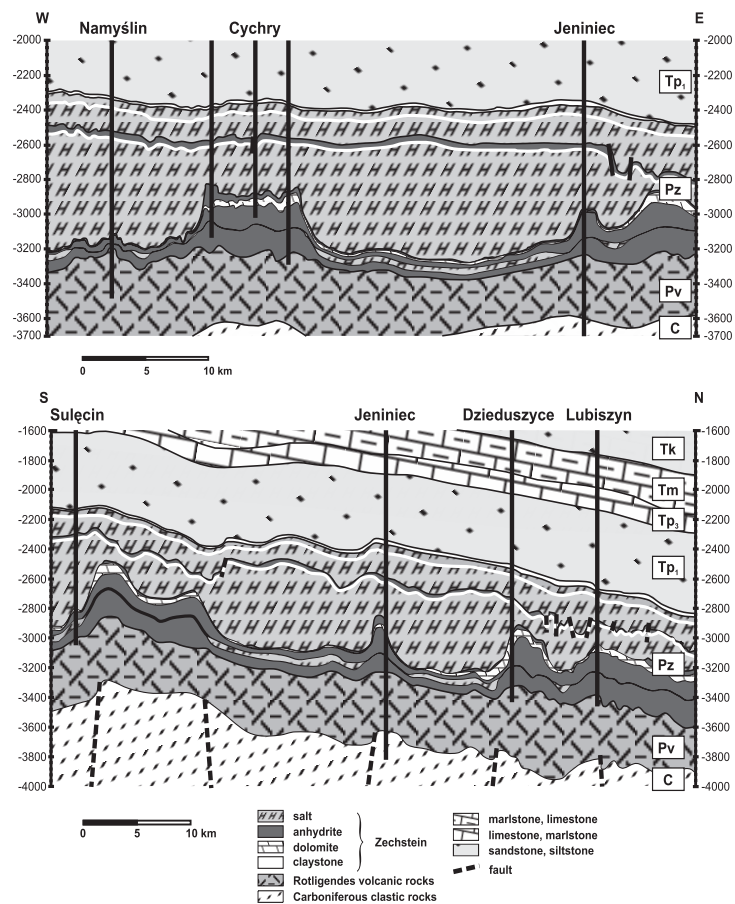 W E
Namyślin Cychry Jeniniec
-2000 -2000
-2200 Tp1 -2200
-2400 -2400
-2600 -2600
-2800 Pz -2800
-3000 -3000
-3200 -3200
-3400 Pv -3400
-3600 C -3600
-3700 -3700
0 5 10 km
S N
Sulęcin Jeniniec Dzieduszyce Lubiszyn
-1600 -1600
-1800 Tk -1800
-2000 Tm -2000
-2200 Tp3 -2200
-2400 -2400
-2600 Tp1 -2600
-2800 -2800
-3000 -3000
-3200 Pz -3200
-3400 -3400
-3600 -3600
-3800 Pv -3800
-4000 C -4000
0 5 10 km
salt
anhydrite
dolomite
claystone
Zechstein
Rotligendes volcanic rocks
Carboniferous clastic rocks
marlstone, limestone
limestone, marlstone
sandstone, siltstone
fault